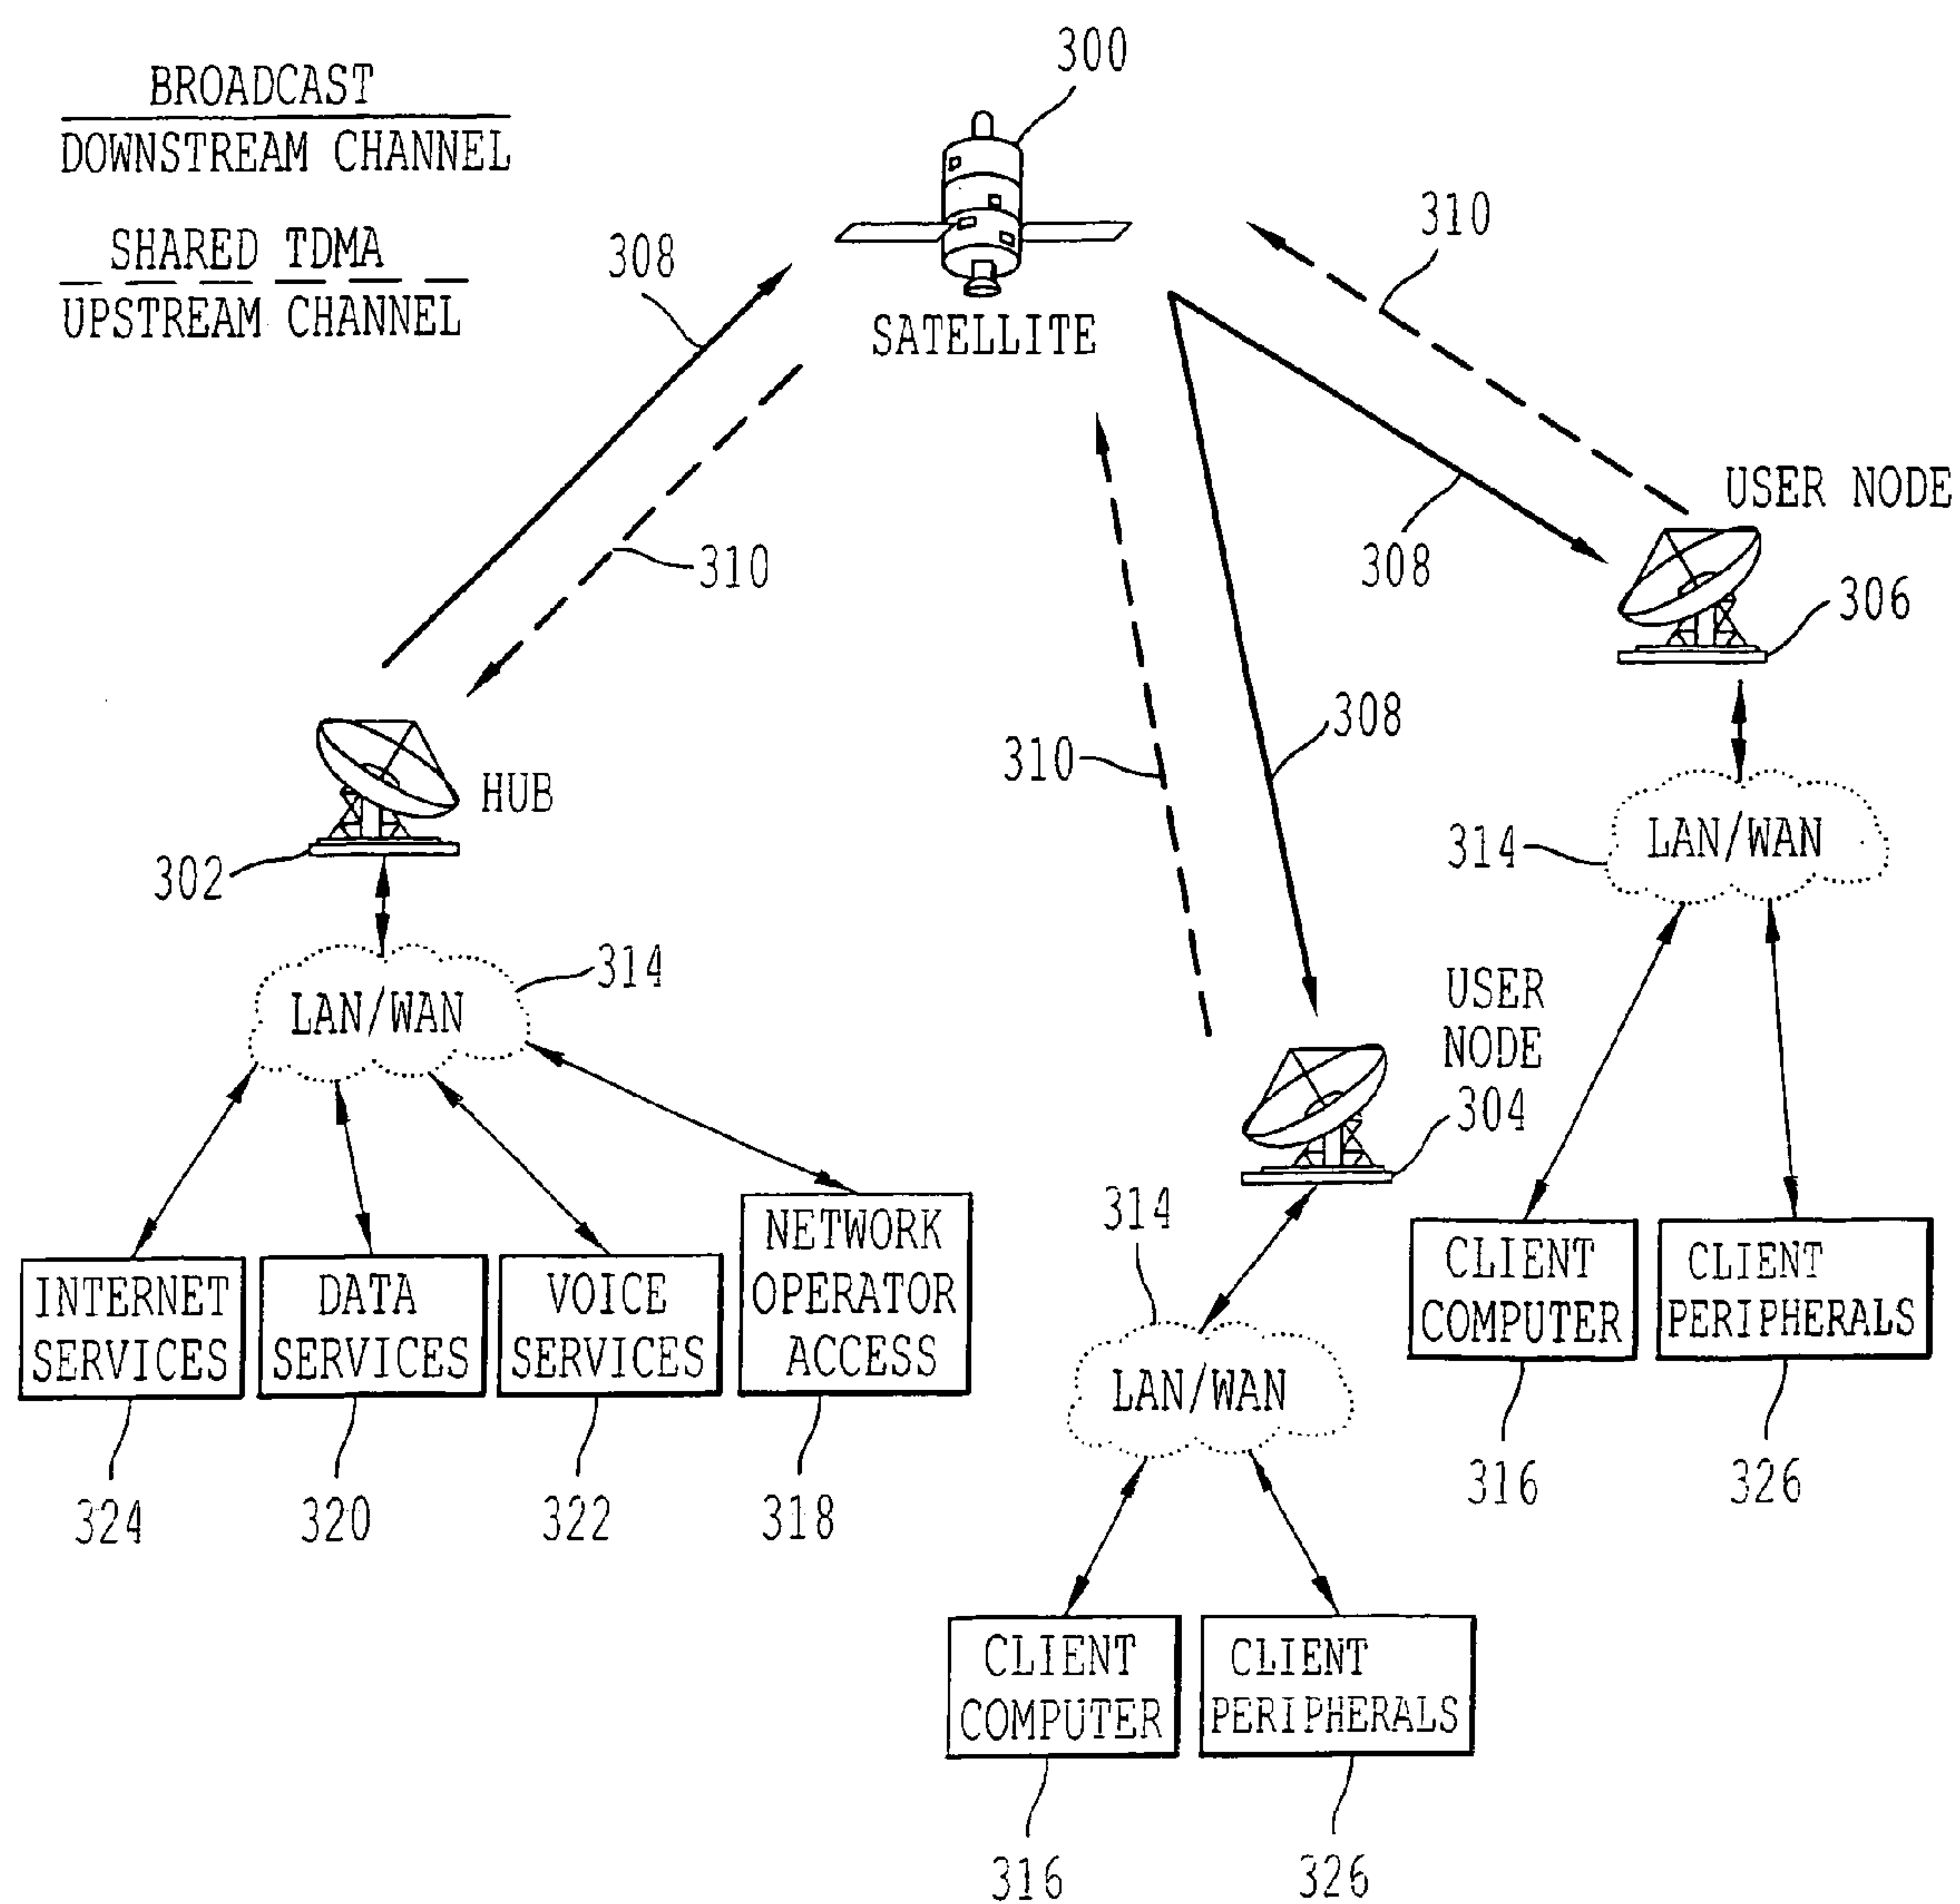 BROADCAST
DOWNSTREAM CHANNEL
SHARED TDMA
UPSTREAM CHANNEL
300
SATELLITE
308
310
310
308
USER NODE
306
310
308
HUB
302
314
LAN/WAN
314
LAN/WAN
USER
NODE
304
INTERNET
SERVICES
324
DATA
SERVICES
320
VOICE
SERVICES
322
NETWORK
OPERATOR
ACCESS
318
314
LAN/WAN
CLIENT
COMPUTER
316
CLIENT
PERIPHERALS
326
CLIENT
COMPUTER
316
CLIENT
PERIPHERALS
326